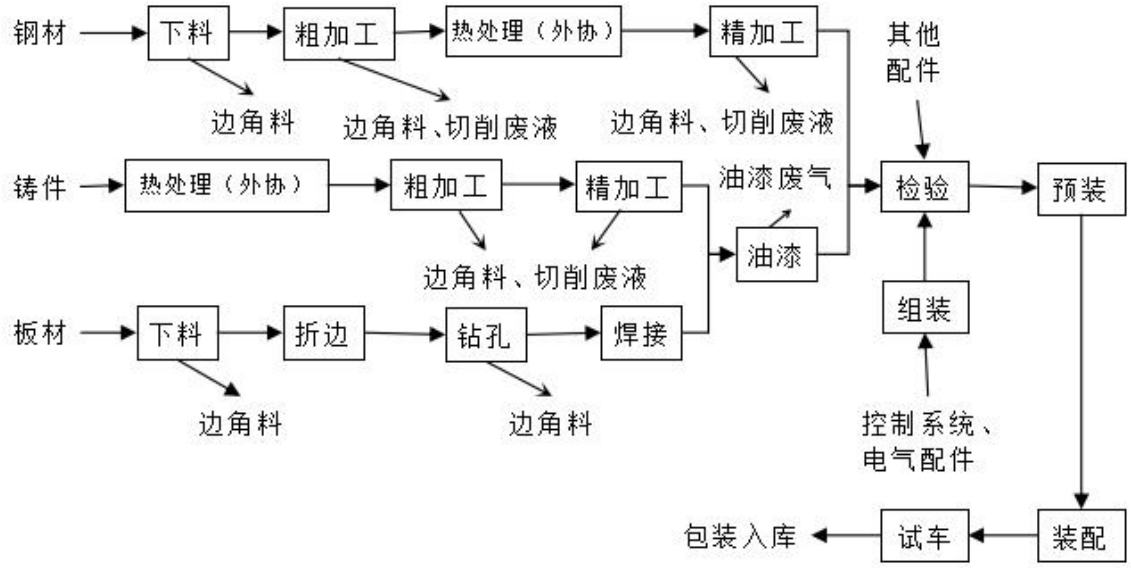 钢材
下料
粗加工
热处理（外协）
精加工
其他
配件
边角料
边角料、切削废液
边角料、切削废液
铸件
热处理（外协）
粗加工
精加工
油漆废气
检验
预装
油漆
边角料、切削废液
组装
板材
下料
折边
钻孔
焊接
边角料
边角料
控制系统、
电气配件
包装入库
试车
装配